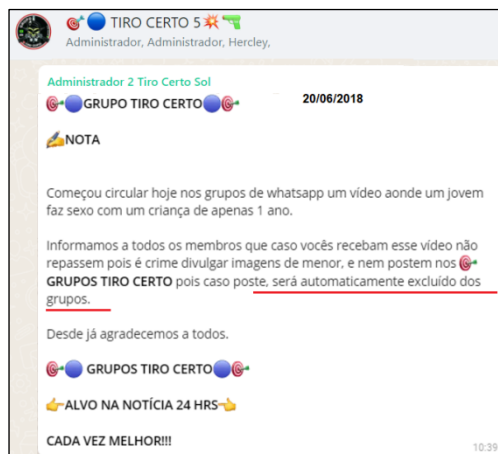 🎯🔵 TIRO CERTO 5💥🔫
Administrador, Administrador, Hercley,
Administrador 2 Tiro Certo Sol
🎯🔵GRUPO TIRO CERTO🔵🎯
20/06/2018
✍️NOTA
Começou circular hoje nos grupos de whatsapp um vídeo aonde um jovem
faz sexo com um criança de apenas 1 ano.
Informamos a todos os membros que caso vocês recebam esse vídeo não
repassem pois é crime divulgar imagens de menor, e nem postem nos 🎯
GRUPOS TIRO CERTO pois caso poste, será automaticamente excluído dos
grupos.
Desde já agradecemos a todos.
🎯🔵 GRUPOS TIRO CERTO🔵🎯
👉ALVO NA NOTÍCIA 24 HRS👈
CADA VEZ MELHOR!!!
10:39